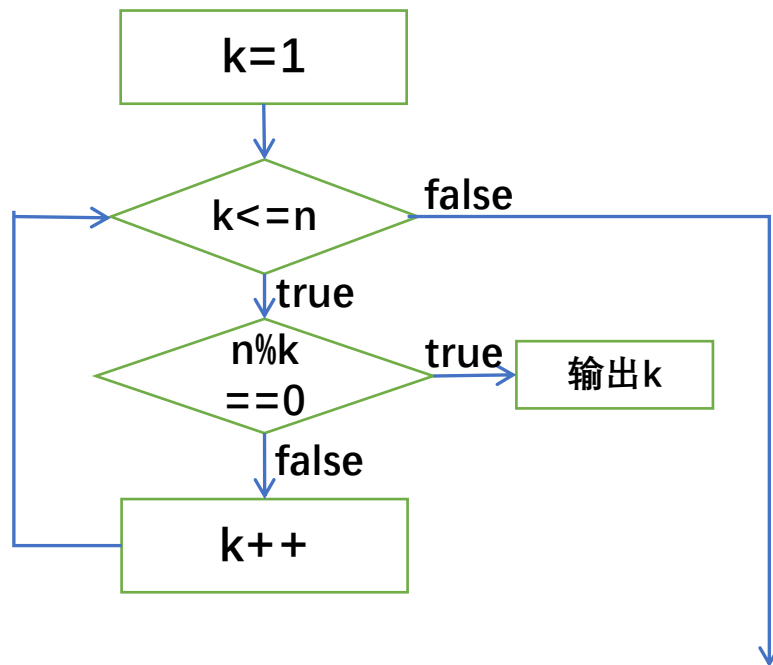 k=1
k<=n
false
true
n%k
==0
true
输出k
false
k++